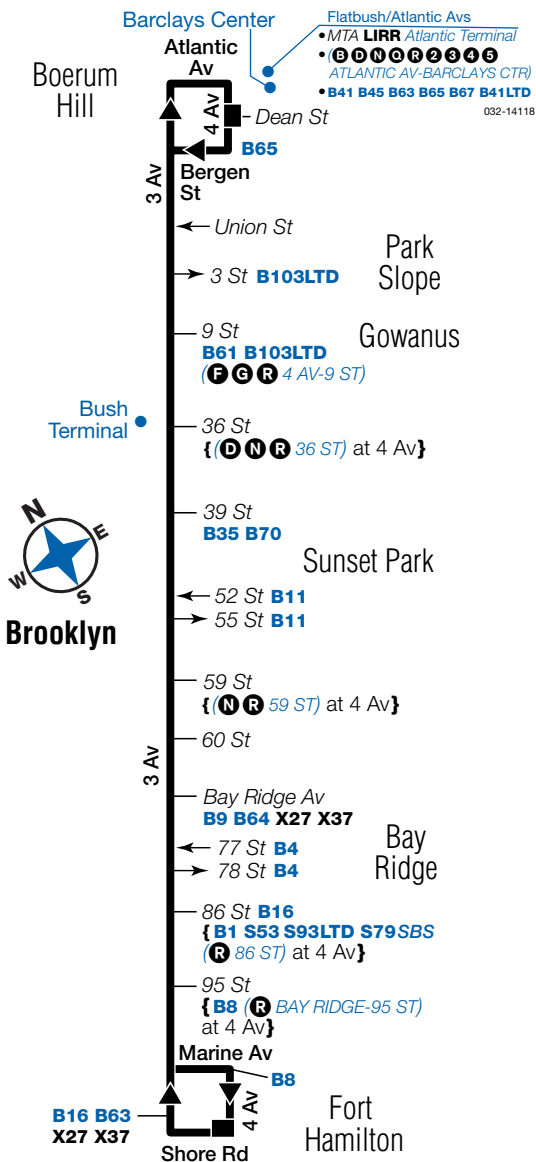 Barclays Center
Flatbush/Atlantic Avs
•MTA LIRR Atlantic Terminal
•(B D N Q R 2 3 4 5
ATLANTIC AV-BARCLAYS CTR)
•B41 B45 B63 B65 B67 B41LTD
032-14118
Atlantic
Av
Boerum
Hill
4 Av
Dean St
B65
Bergen
St
3 Av
Union St
Park
Slope
3 St B103LTD
9 St
Gowanus
B61 B103LTD
(F G R 4 AV-9 ST)
Bush
Terminal
36 St
{(D N R 36 ST) at 4 Av}
39 St
B35 B70
N
E
W
S
Sunset Park
Brooklyn
52 St B11
55 St B11
59 St
{(N R 59 ST) at 4 Av}
60 St
3 Av
Bay Ridge Av
B9 B64 X27 X37
Bay
Ridge
77 St B4
78 St B4
86 St B16
{B1 S53 S93LTD S79SBS
(R 86 ST) at 4 Av}
95 St
{B8 (R BAY RIDGE-95 ST)
at 4 Av}
Marine Av
B8
4 Av
B16 B63
X27 X37
Fort
Hamilton
Shore Rd